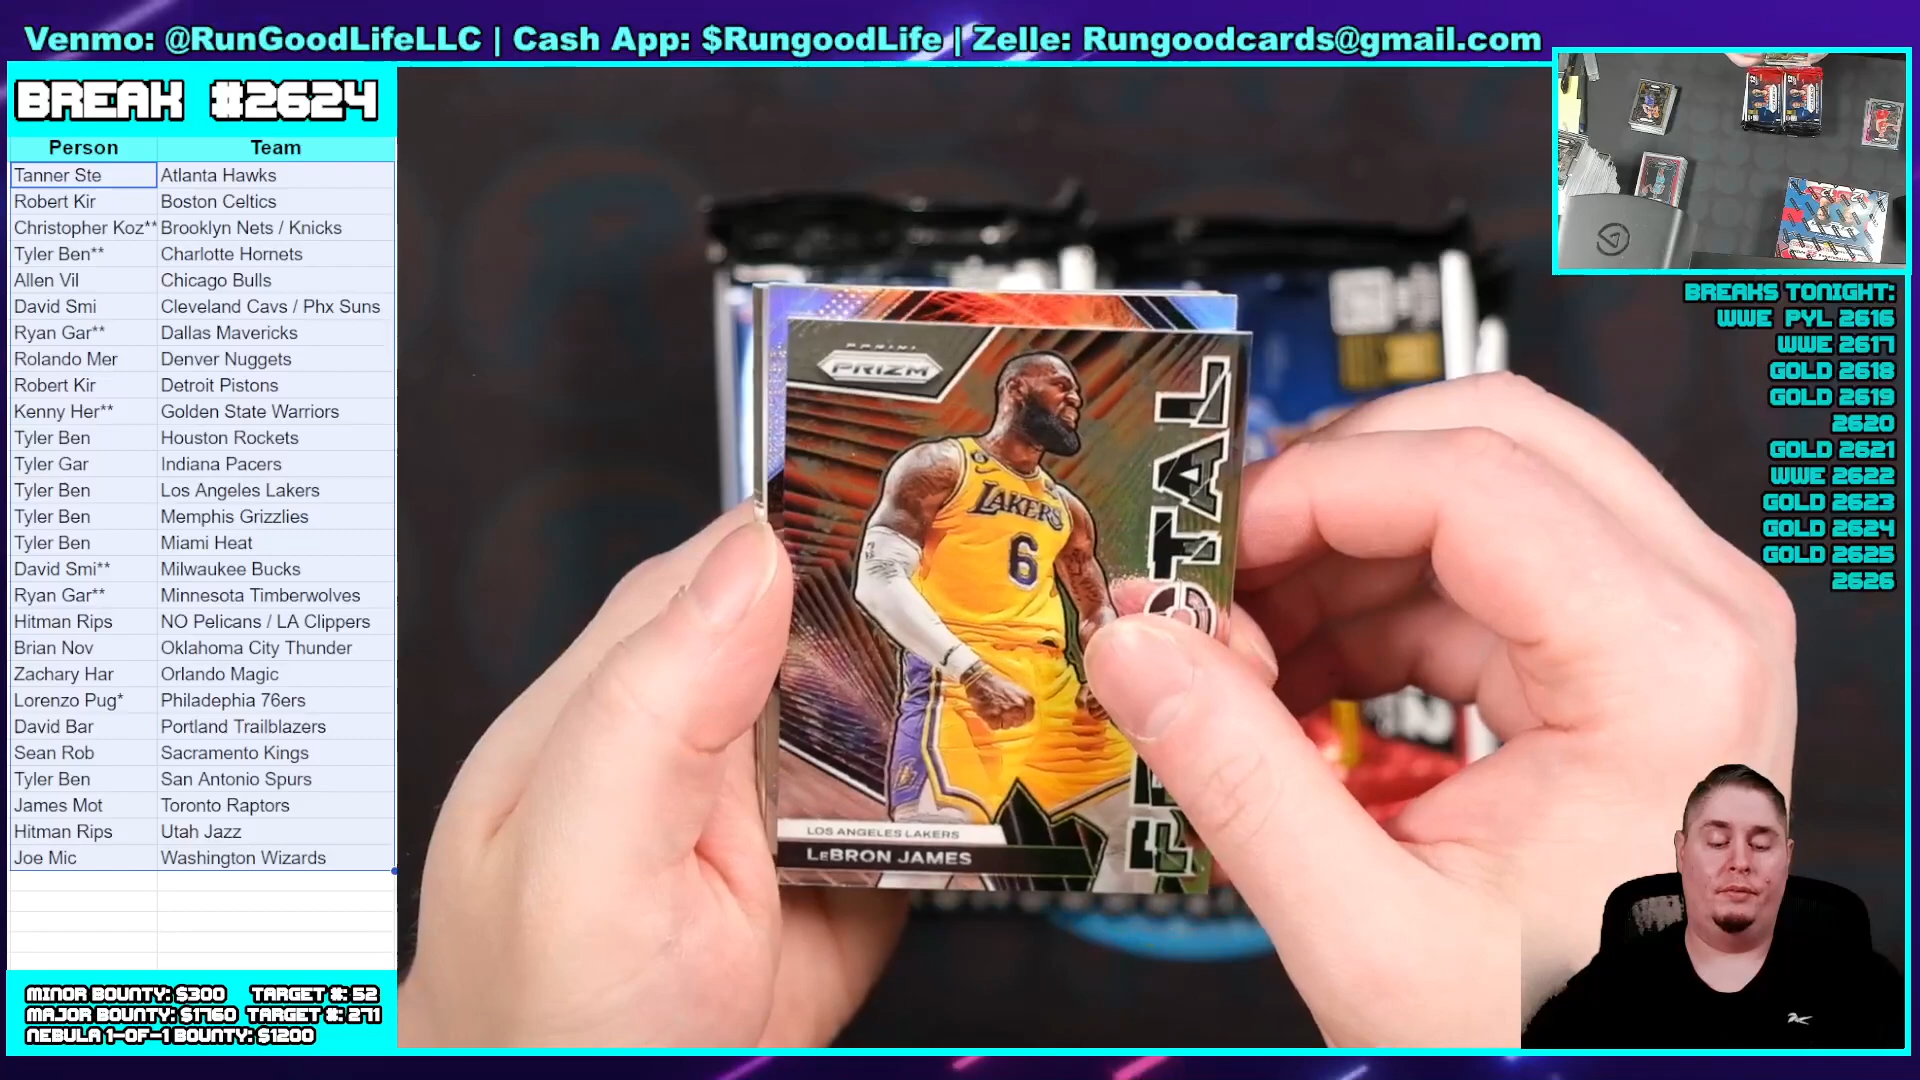 Venmo: @RunGoodLifeLLC | Cash App: $RungoodLife | Zelle: Rungoodcards@gmail.com
BREAK #2624
Person Team
Tanner Ste Atlanta Hawks
Robert Kir Boston Celtics
Christopher Koz** Brooklyn Nets / Knicks
Tyler Ben** Charlotte Hornets
Allen Vil Chicago Bulls
David Smi Cleveland Cavs / Phx Suns
Ryan Gar** Dallas Mavericks
Rolando Mer Denver Nuggets
Robert Kir Detroit Pistons
Kenny Her** Golden State Warriors
Tyler Ben Houston Rockets
Tyler Gar Indiana Pacers
Tyler Ben Los Angeles Lakers
Tyler Ben Memphis Grizzlies
Tyler Ben Miami Heat
David Smi** Milwaukee Bucks
Ryan Gar** Minnesota Timberwolves
Hitman Rips NO Pelicans / LA Clippers
Brian Nov Oklahoma City Thunder
Zachary Har Orlando Magic
Lorenzo Pug* Philadephia 76ers
David Bar Portland Trailblazers
Sean Rob Sacramento Kings
Tyler Ben San Antonio Spurs
James Mot Toronto Raptors
Hitman Rips Utah Jazz
Joe Mic Washington Wizards
MINOR BOUNTY: $300 TARGET #: 52
MAJOR BOUNTY: $1760 TARGET #: 271
NEBULA 1-OF-1 BOUNTY: $1200
PANINI
PRIZM
LAKERS
6
LOS ANGELES LAKERS
LEBRON JAMES
BREAKS TONIGHT:
WWE PYL 2616
WWE 2617
GOLD 2618
GOLD 2619
2620
GOLD 2621
WWE 2622
GOLD 2623
GOLD 2624
GOLD 2625
2626